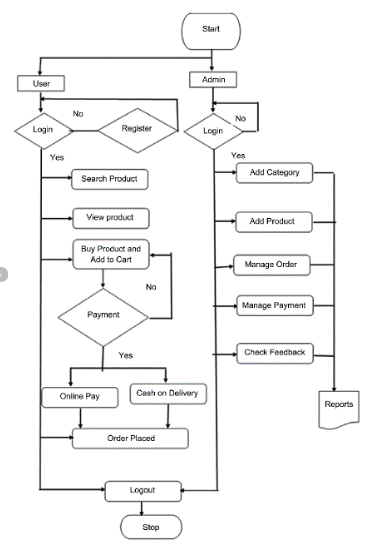 Start
User
Admin
Login
No
Register
Login
No
Yes
Yes
Search Product
Add Category
View product
Add Product
Buy Product and
Add to Cart
Manage Order
No
Payment
Manage Payment
Yes
Check Feedback
Online Pay
Cash on Delivery
Reports
Order Placed
Logout
Stop